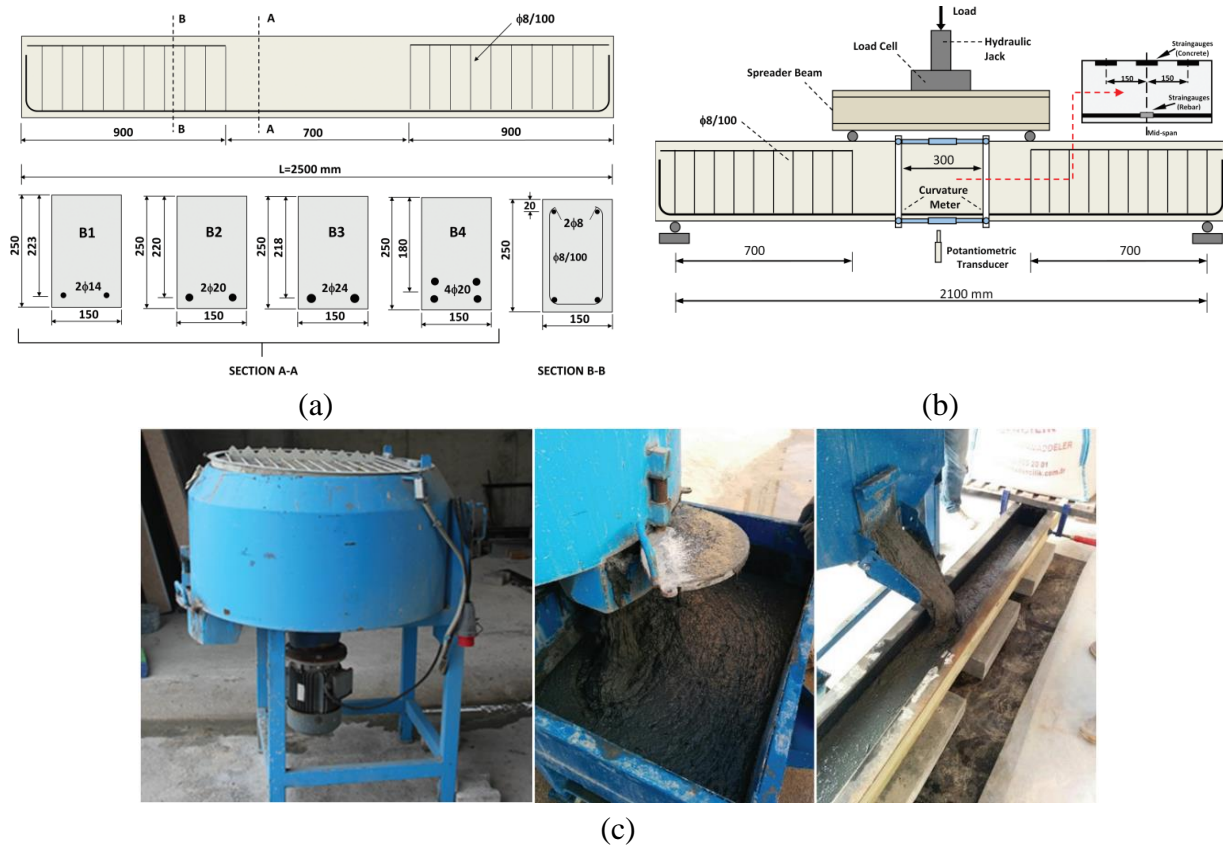 B
A
ϕ8/100
B
A
900
700
900
L=2500 mm
250
223
B1
2ϕ14
150
250
220
B2
2ϕ20
150
250
218
B3
2ϕ24
150
250
180
B4
4ϕ20
150
20
250
2ϕ8
ϕ8/100
150
SECTION A-A
SECTION B-B
(a)
Load
Hydraulic
Jack
Load Cell
Spreader Beam
ϕ8/100
300
Curvature
Meter
Potantiometric
Transducer
700
700
2100 mm
Straingauges
(Concrete)
150
150
Straingauges
(Rebar)
Mid-span
(b)
(c)